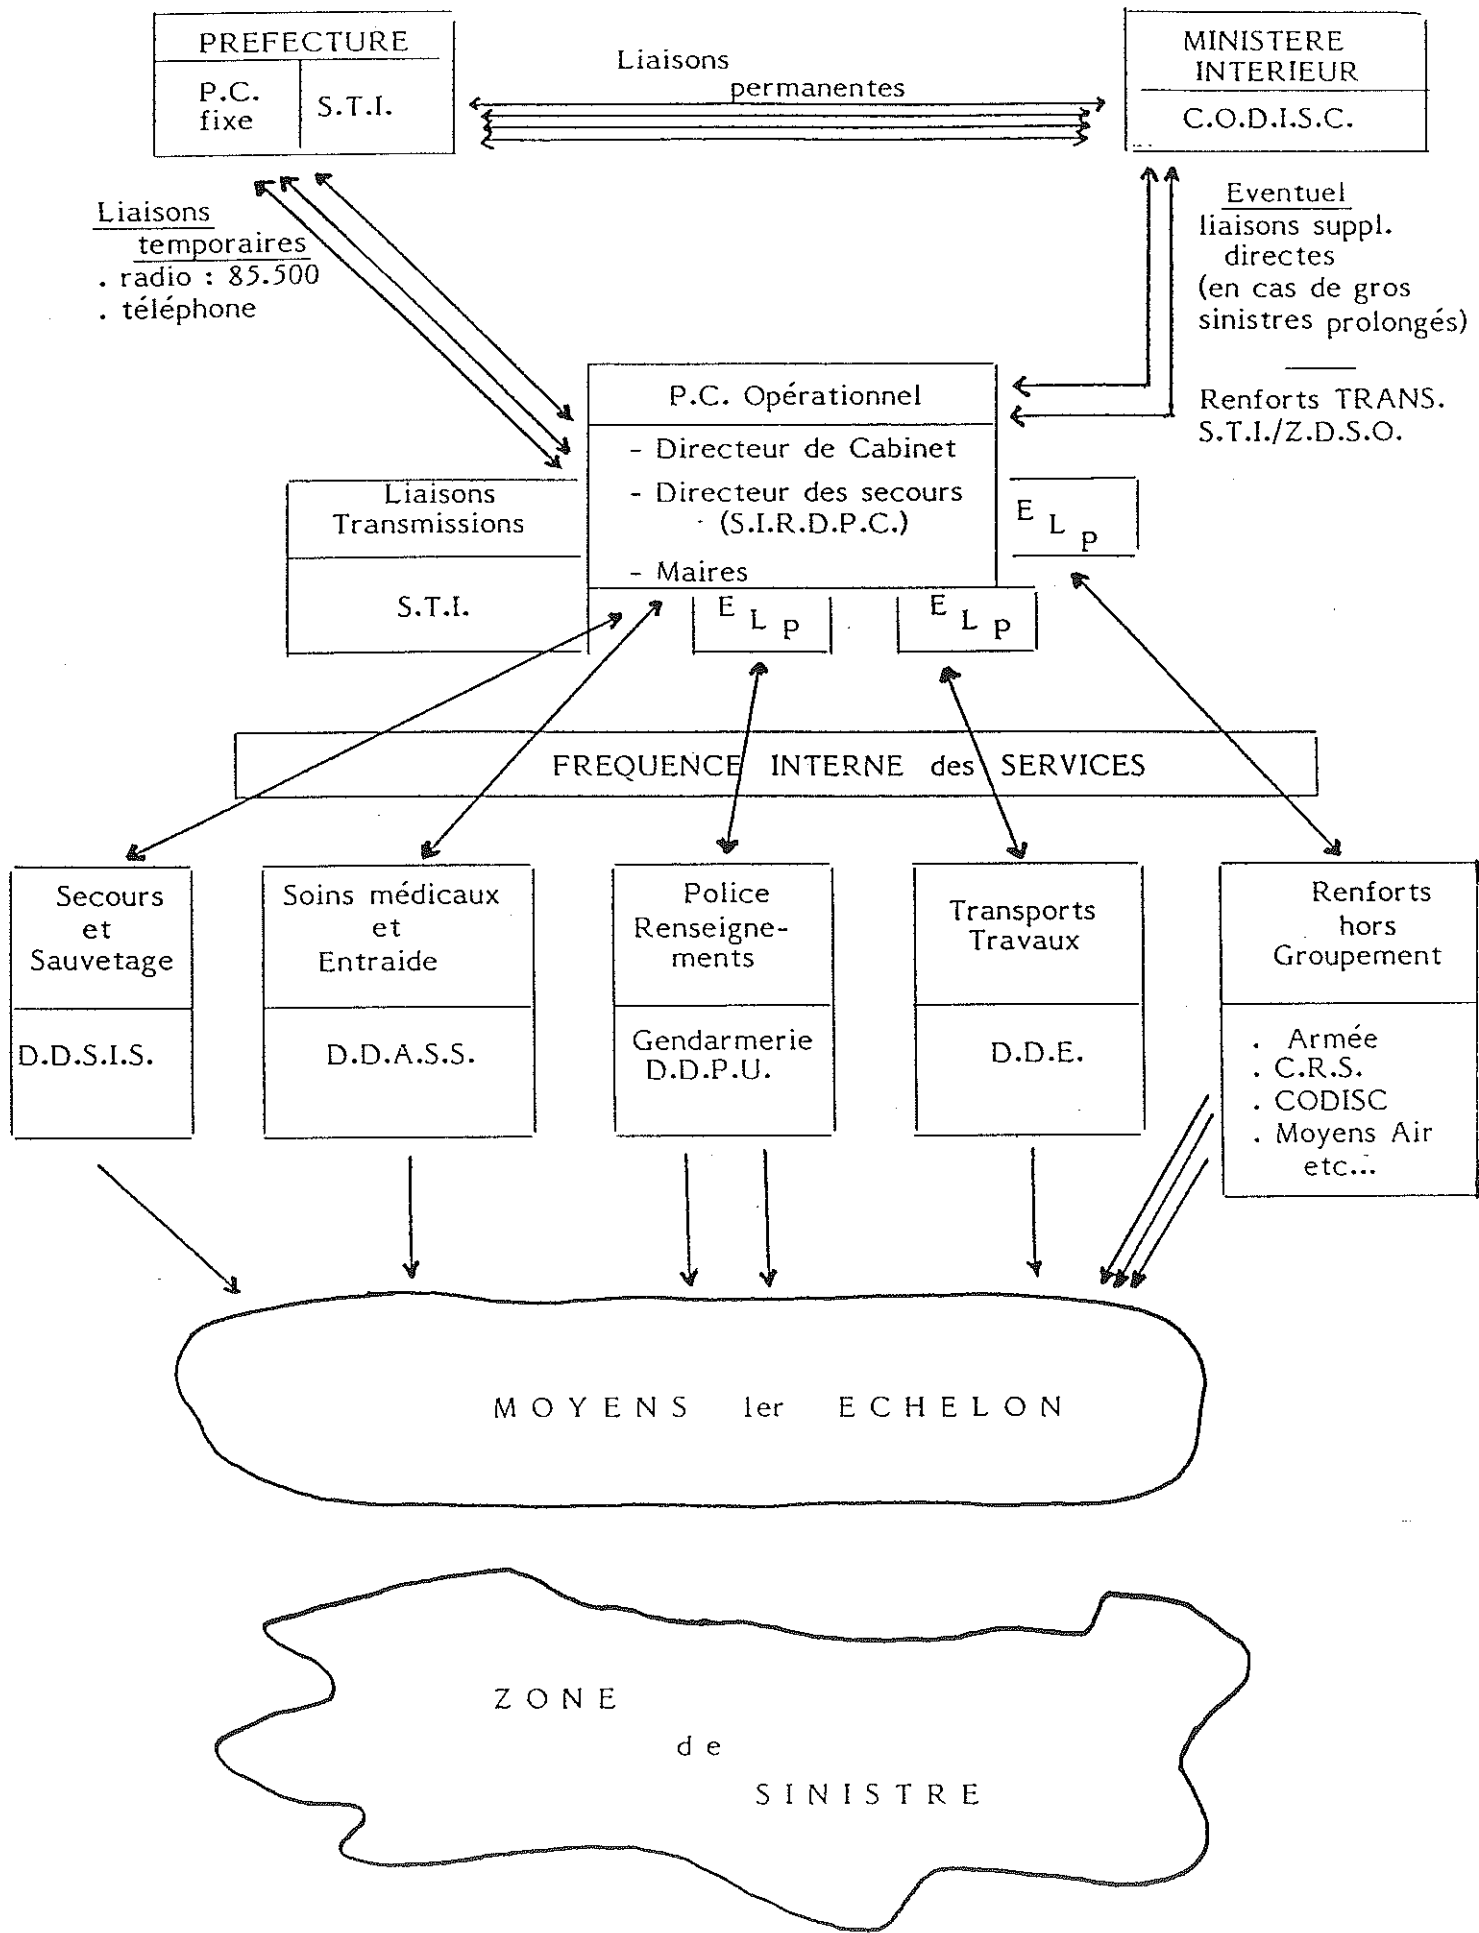 PREFECTURE
P.C.
fixe
S.T.I.
Liaisons
permanentes
MINISTERE
INTERIEUR
C.O.D.I.S.C.
Liaisons
temporaires
. radio : 85.500
. téléphone
Eventuel
liaisons suppl.
directes
(en cas de gros
sinistres prolongés)
Renforts TRANS.
S.T.I./Z.D.S.O.
P.C. Opérationnel
- Directeur de Cabinet
- Directeur des secours
(S.I.R.D.P.C.)
- Maires
Liaisons
Transmissions
S.T.I.
E L P
E L P
E L P
FREQUENCE INTERNE des SERVICES
Secours
et
Sauvetage
D.D.S.I.S.
Soins médicaux
et
Entraide
D.D.A.S.S.
Police
Renseigne-
ments
Gendarmerie
D.D.P.U.
Transports
Travaux
D.D.E.
Renforts
hors
Groupement
. Armée
. C.R.S.
. CODISC
. Moyens Air
etc...
MOYENS 1er ECHELON
ZONE
de
SINISTRE